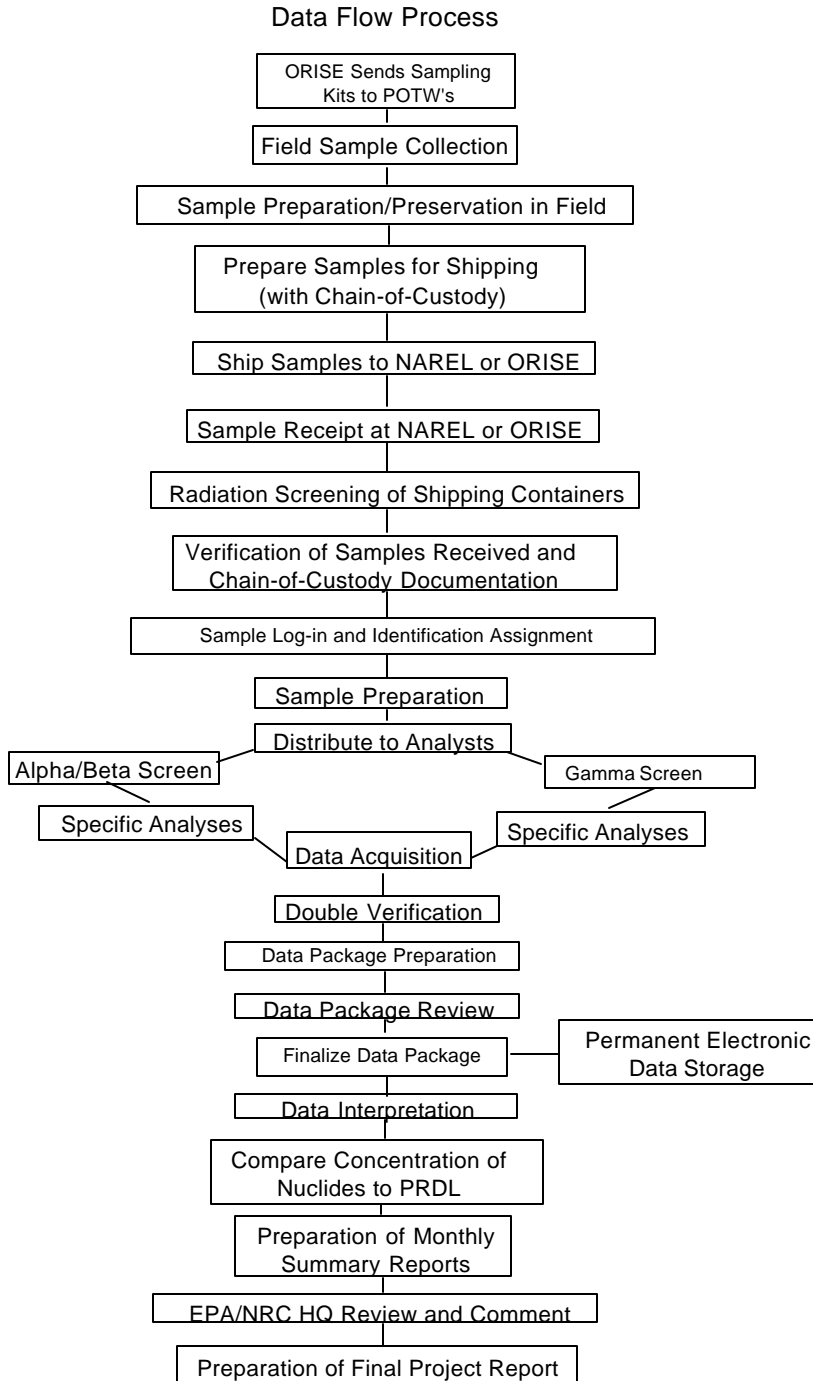 Data Flow Process
ORISE Sends Sampling
Kits to POTW's
Field Sample Collection
Sample Preparation/Preservation in Field
Prepare Samples for Shipping
(with Chain-of-Custody)
Ship Samples to NAREL or ORISE
Sample Receipt at NAREL or ORISE
Radiation Screening of Shipping Containers
Verification of Samples Received and
Chain-of-Custody Documentation
Sample Log-in and Identification Assignment
Sample Preparation
Distribute to Analysts
Alpha/Beta Screen
Gamma Screen
Specific Analyses
Specific Analyses
Data Acquisition
Double Verification
Data Package Preparation
Data Package Review
Finalize Data Package
Permanent Electronic
Data Storage
Data Interpretation
Compare Concentration of
Nuclides to PRDL
Preparation of Monthly
Summary Reports
EPA/NRC HQ Review and Comment
Preparation of Final Project Report